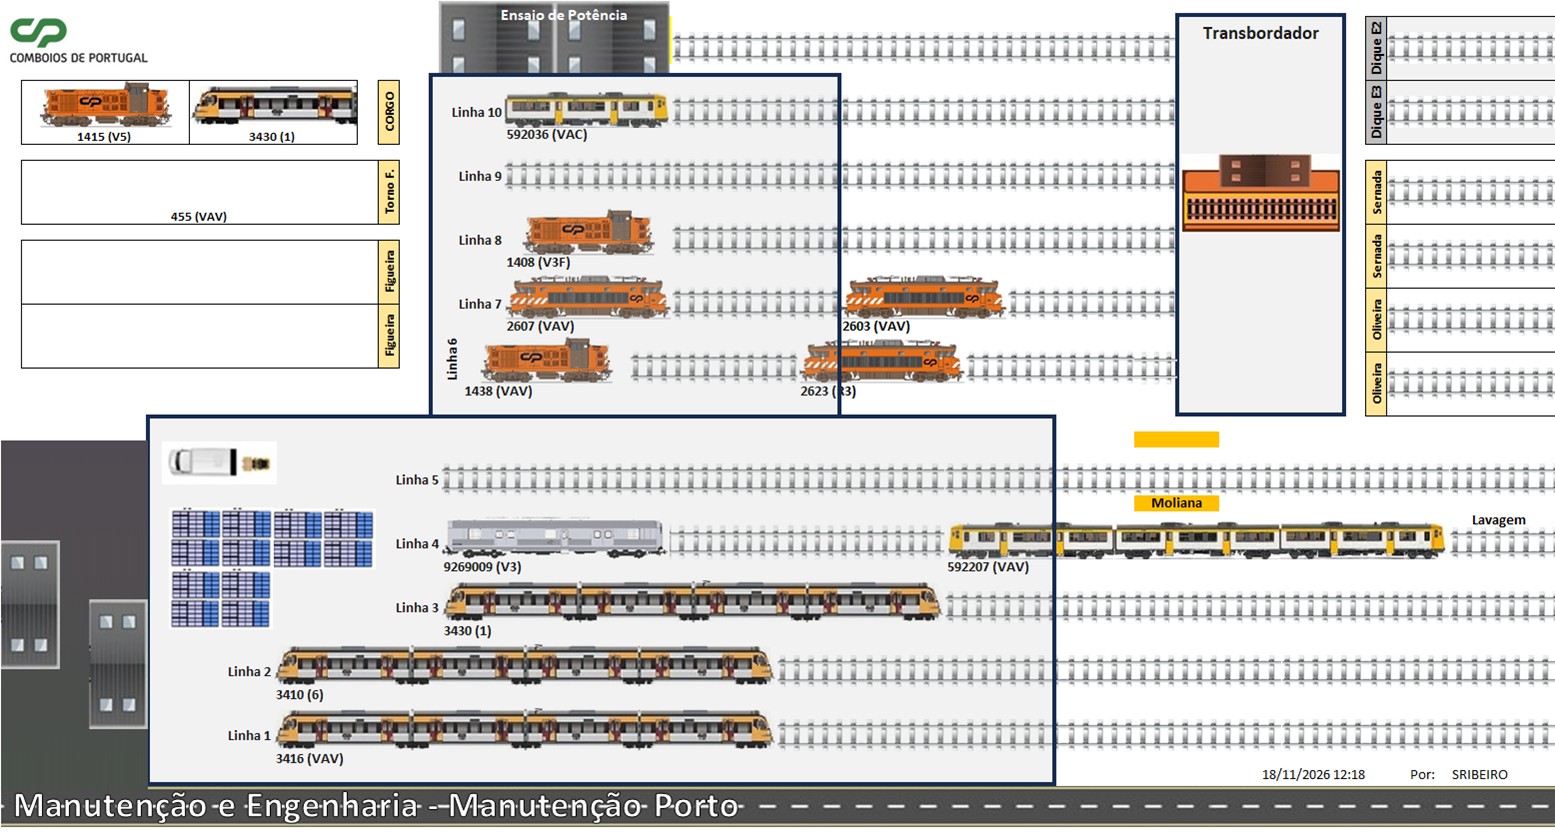 CP
COMBOIOS DE PORTUGAL
Ensaio de Potência
Transbordador
Dique E2
Dique E3
1415 (V5)
3430 (1)
CORGO
Torno F.
455 (VAV)
Figueira
Figueira
Linha 10
592036 (VAC)
Linha 9
Linha 8
1408 (V3F)
Linha 7
2607 (VAV)
2603 (VAV)
Linha 6
1438 (VAV)
2623 (R3)
Sernada
Sernada
Oliveira
Oliveira
Linha 5
Moliana
Lavagem
Linha 4
9269009 (V3)
592207 (VAV)
Linha 3
3430 (1)
Linha 2
3410 (6)
Linha 1
3416 (VAV)
18/11/2026 12:18 Por: SRIBEIRO
Manutenção e Engenharia - Manutenção Porto